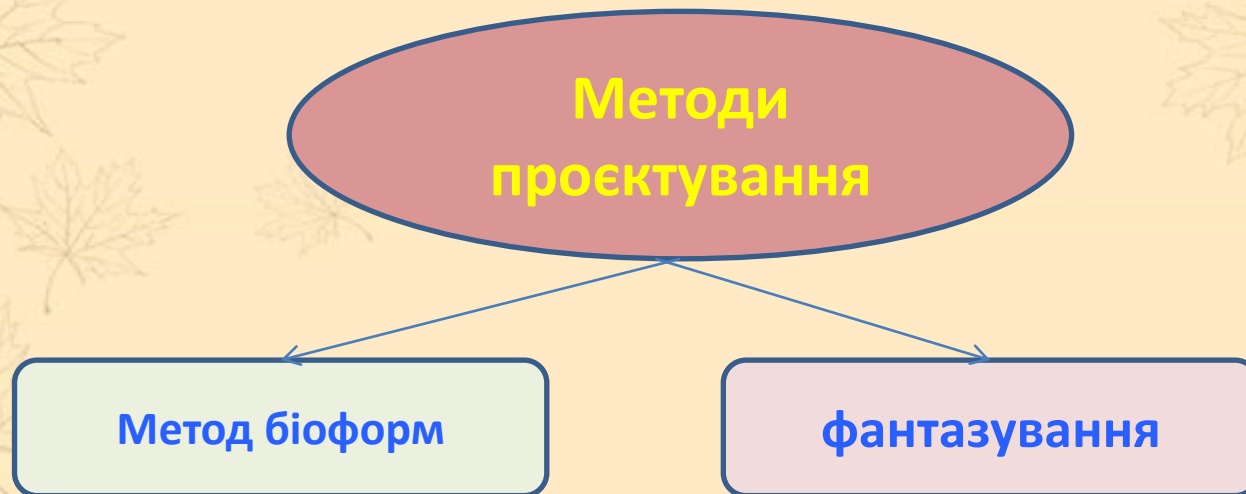 Методи
проєктування
Метод біоформ
фантазування